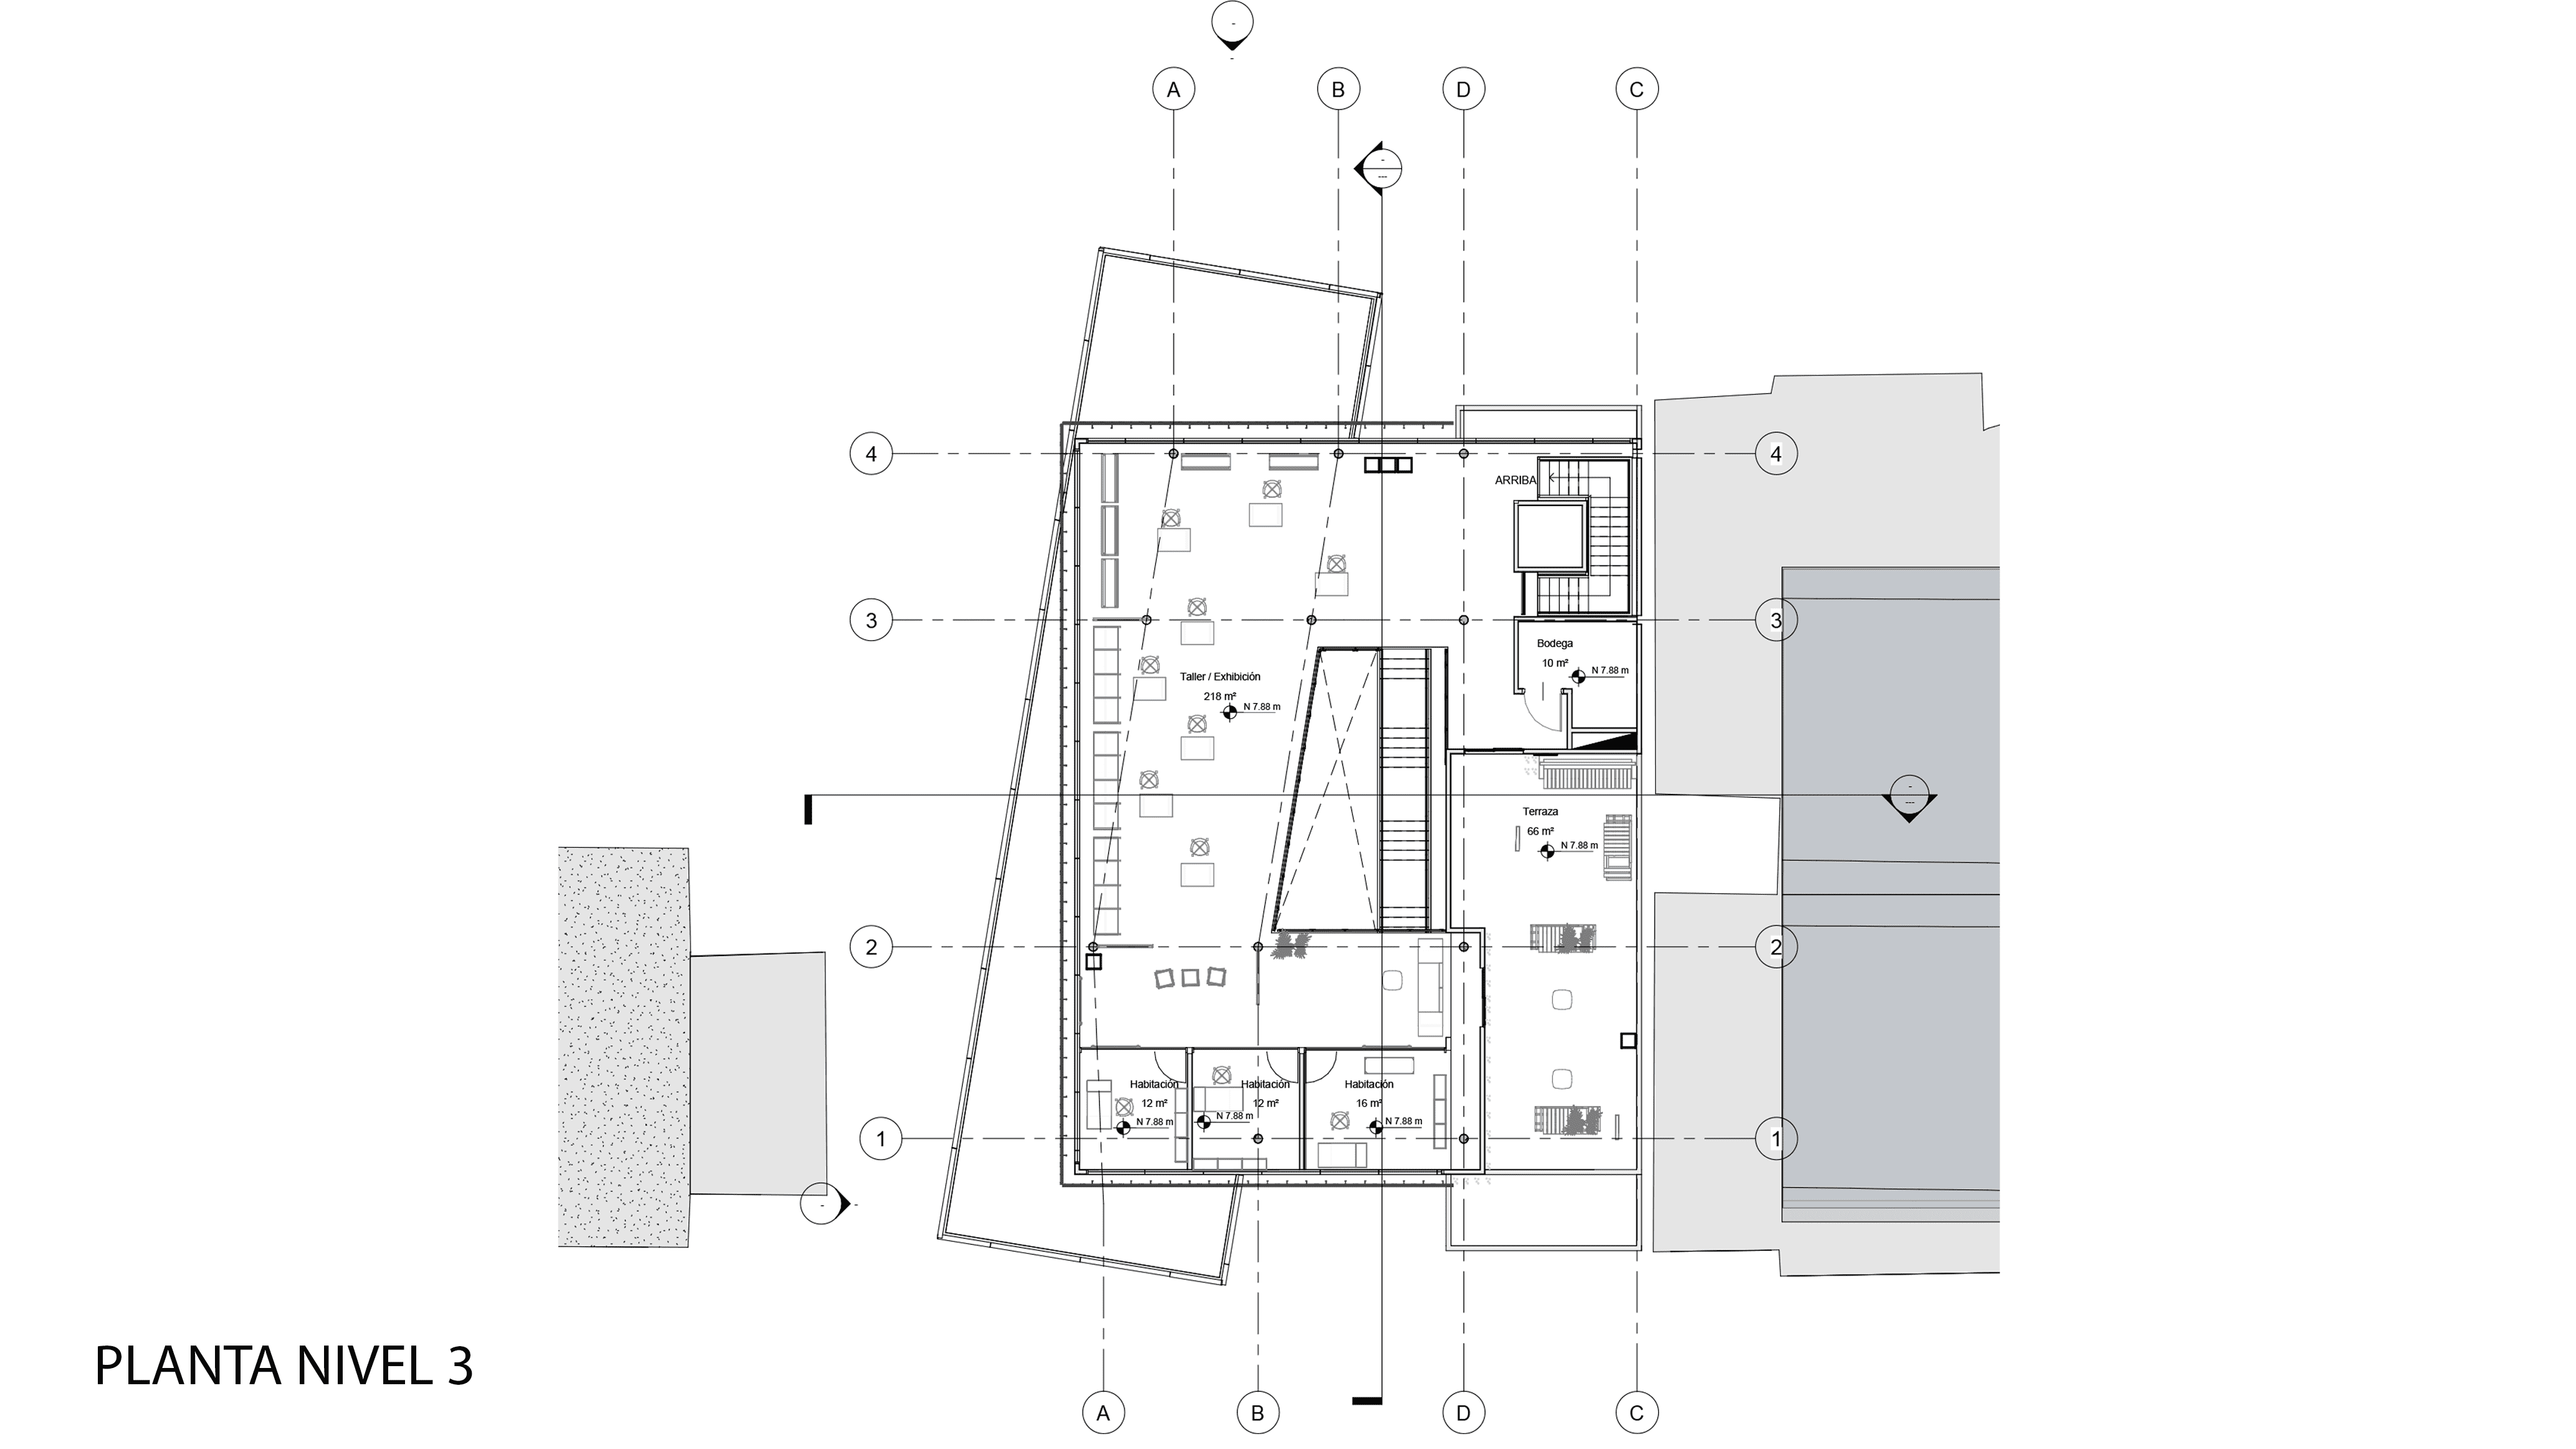 -
-
A
B
D
C
-
---
4
4
ARRIBA
3
3
Bodega
10 m²
N 7.88 m
Taller / Exhibición
218 m²
N 7.88 m
-
---
Terraza
66 m²
N 7.88 m
2
2
Habitación
12 m²
N 7.88 m
Habitación
12 m²
N 7.88 m
Habitación
16 m²
N 7.88 m
1
1
-
-
PLANTA NIVEL 3
A
B
D
C